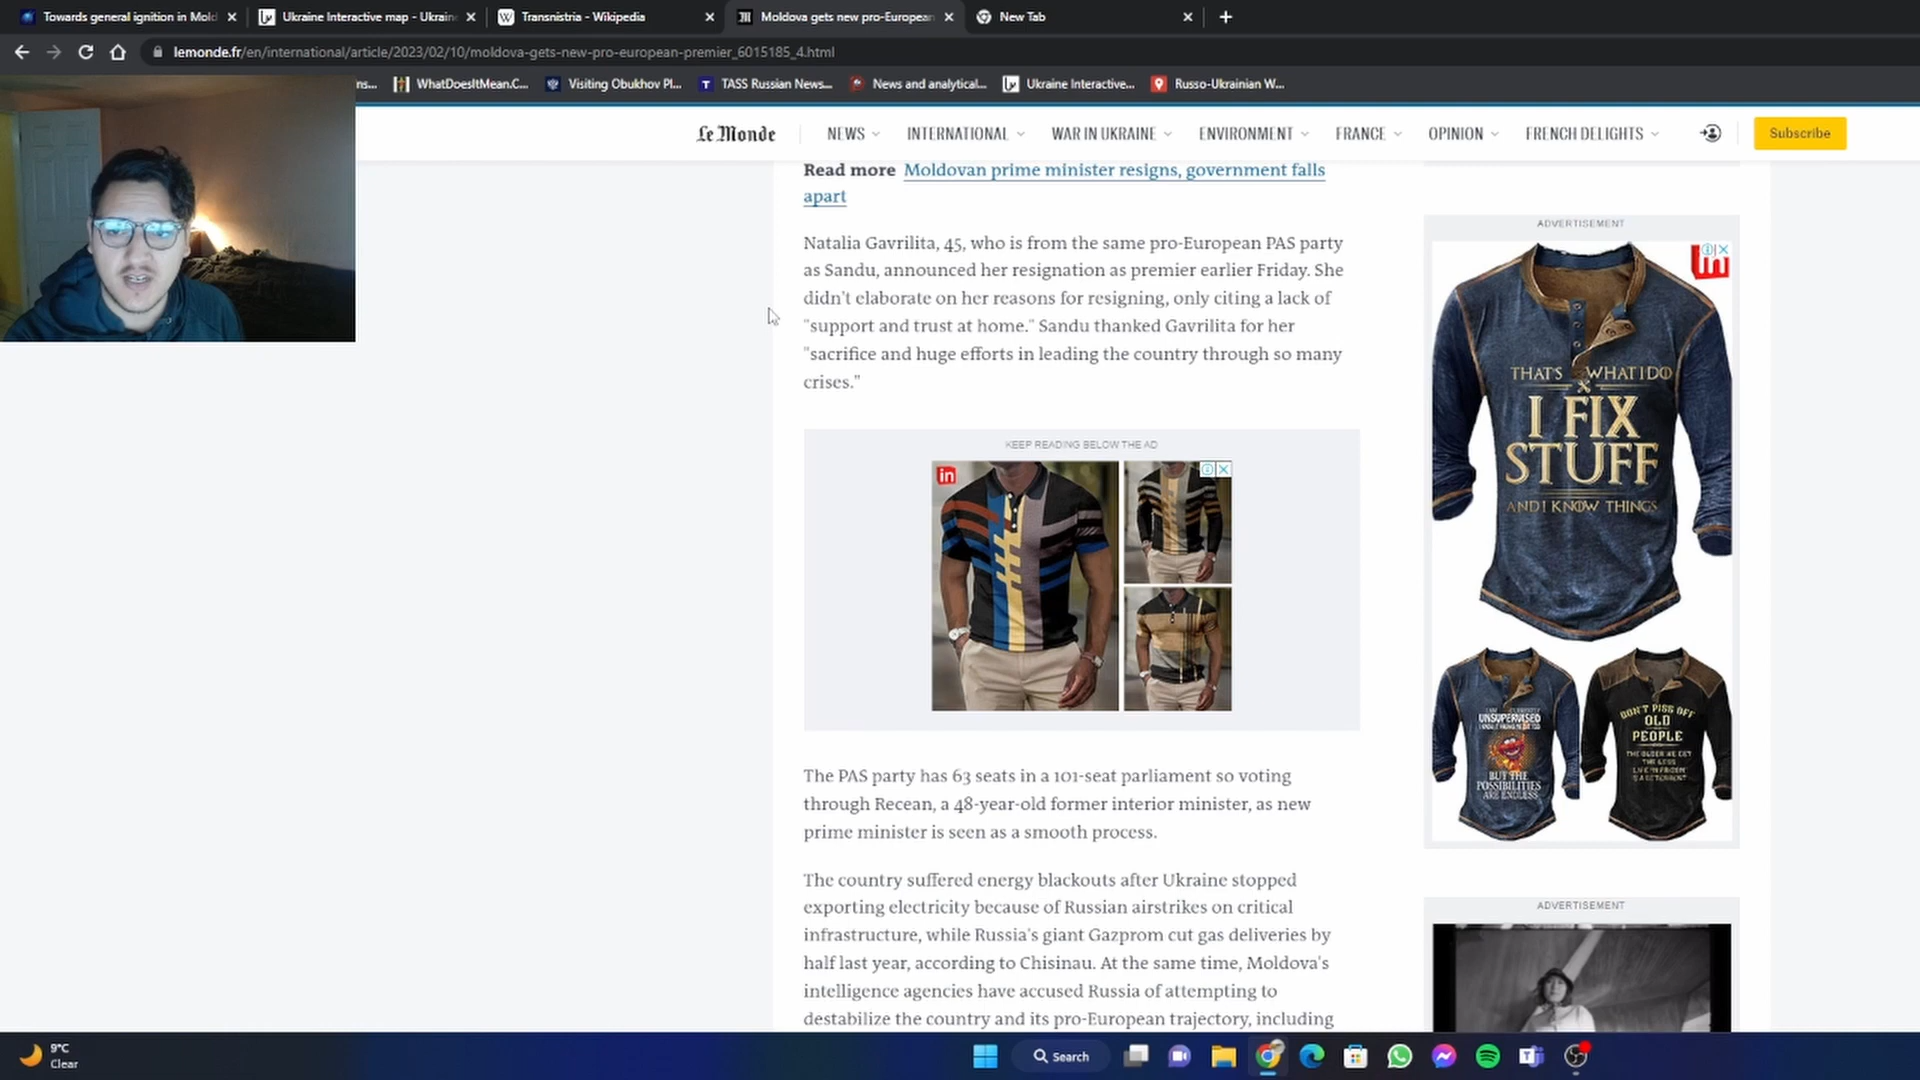 Towards general ignition in Mold
Ukraine Interactive map - Ukrain
Transnistria - Wikipedia
Moldova gets new pro-European
New Tab
lemonde.fr/en/international/article/2023/02/10/moldova-gets-new-pro-european-premier_6015185_4.html
ns...
WhatDoesItMean.C...
Visiting Obukhov Pl...
TASS Russian News...
News and analytical...
Ukraine Interactive...
Russo-Ukrainian W...
Le Monde
NEWS
INTERNATIONAL
WAR IN UKRAINE
ENVIRONMENT
FRANCE
OPINION
FRENCH DELIGHTS
Subscribe
Read more Moldovan prime minister resigns, government falls
apart
Natalia Gavrilita, 45, who is from the same pro-European PAS party
as Sandu, announced her resignation as premier earlier Friday. She
didn't elaborate on her reasons for resigning, only citing a lack of
"support and trust at home." Sandu thanked Gavrilita for her
"sacrifice and huge efforts in leading the country through so many
crises."
KEEP READING BELOW THE AD
in
The PAS party has 63 seats in a 101-seat parliament so voting
through Recean, a 48-year-old former interior minister, as new
prime minister is seen as a smooth process.
The country suffered energy blackouts after Ukraine stopped
exporting electricity because of Russian airstrikes on critical
infrastructure, while Russia's giant Gazprom cut gas deliveries by
half last year, according to Chisinau. At the same time, Moldova's
intelligence agencies have accused Russia of attempting to
destabilize the country and its pro-European trajectory, including
ADVERTISEMENT
THAT'S WHAT I DO
I FIX
STUFF
AND I KNOW THINGS
UNSUPERVISED
BUT THE
POSSIBILITIES
ARE ENDLESS
DON'T PISS OFF
OLD
PEOPLE
THE OLDER WE GET
THE LESS
ADVERTISEMENT
9°C
Clear
Search